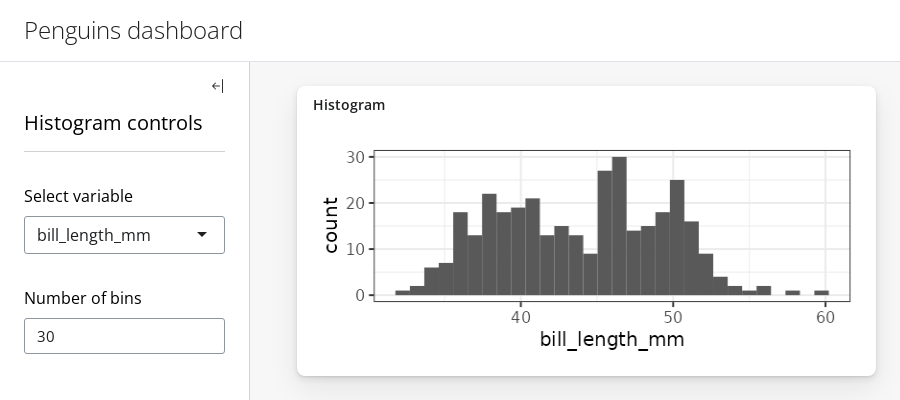 Penguins dashboard
Histogram controls
Select variable
bill_length_mm
Number of bins
30
Histogram
count
30
20
10
0
40 50 60
bill_length_mm